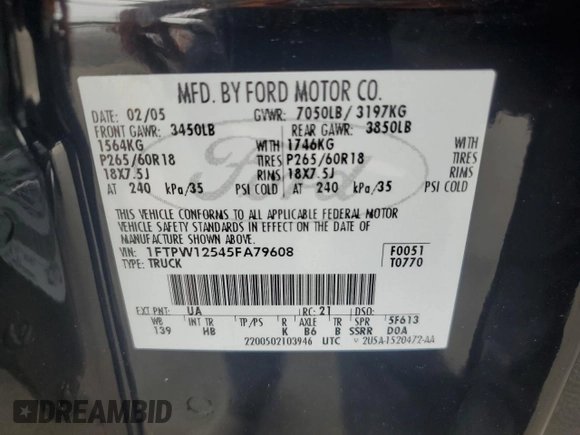 MFD. BY FORD MOTOR CO.
DATE: 02/05 GVWR: 7050LB/ 3197KG
FRONT GAWR: 3450LB REAR GAWR: 3850LB
1564KG WITH 1746KG WITH
P265/60R18 TIRES P265/60R18 TIRES
18X7.5J RIMS 18X7.5J RIMS
AT 240 kPa/35 PSI COLD AT 240 kPa/35 PSI COLD
THIS VEHICLE CONFORMS TO ALL APPLICABLE FEDERAL MOTOR
VEHICLE SAFETY STANDARDS IN EFFECT ON THE DATE OF
MANUFACTURE SHOWN ABOVE.
VIN: 1FTPW12545FA79608 F0051
TYPE: TRUCK T0770
EXT PNT: UA RC: 21 DSO:
WB INT TR TP/PS R AXLE TR SPR 5F613
139 HB K B6 B SSRR DOA
2200502103946 UTC 2U5A-1520472-AA
Ford
DREAMBID